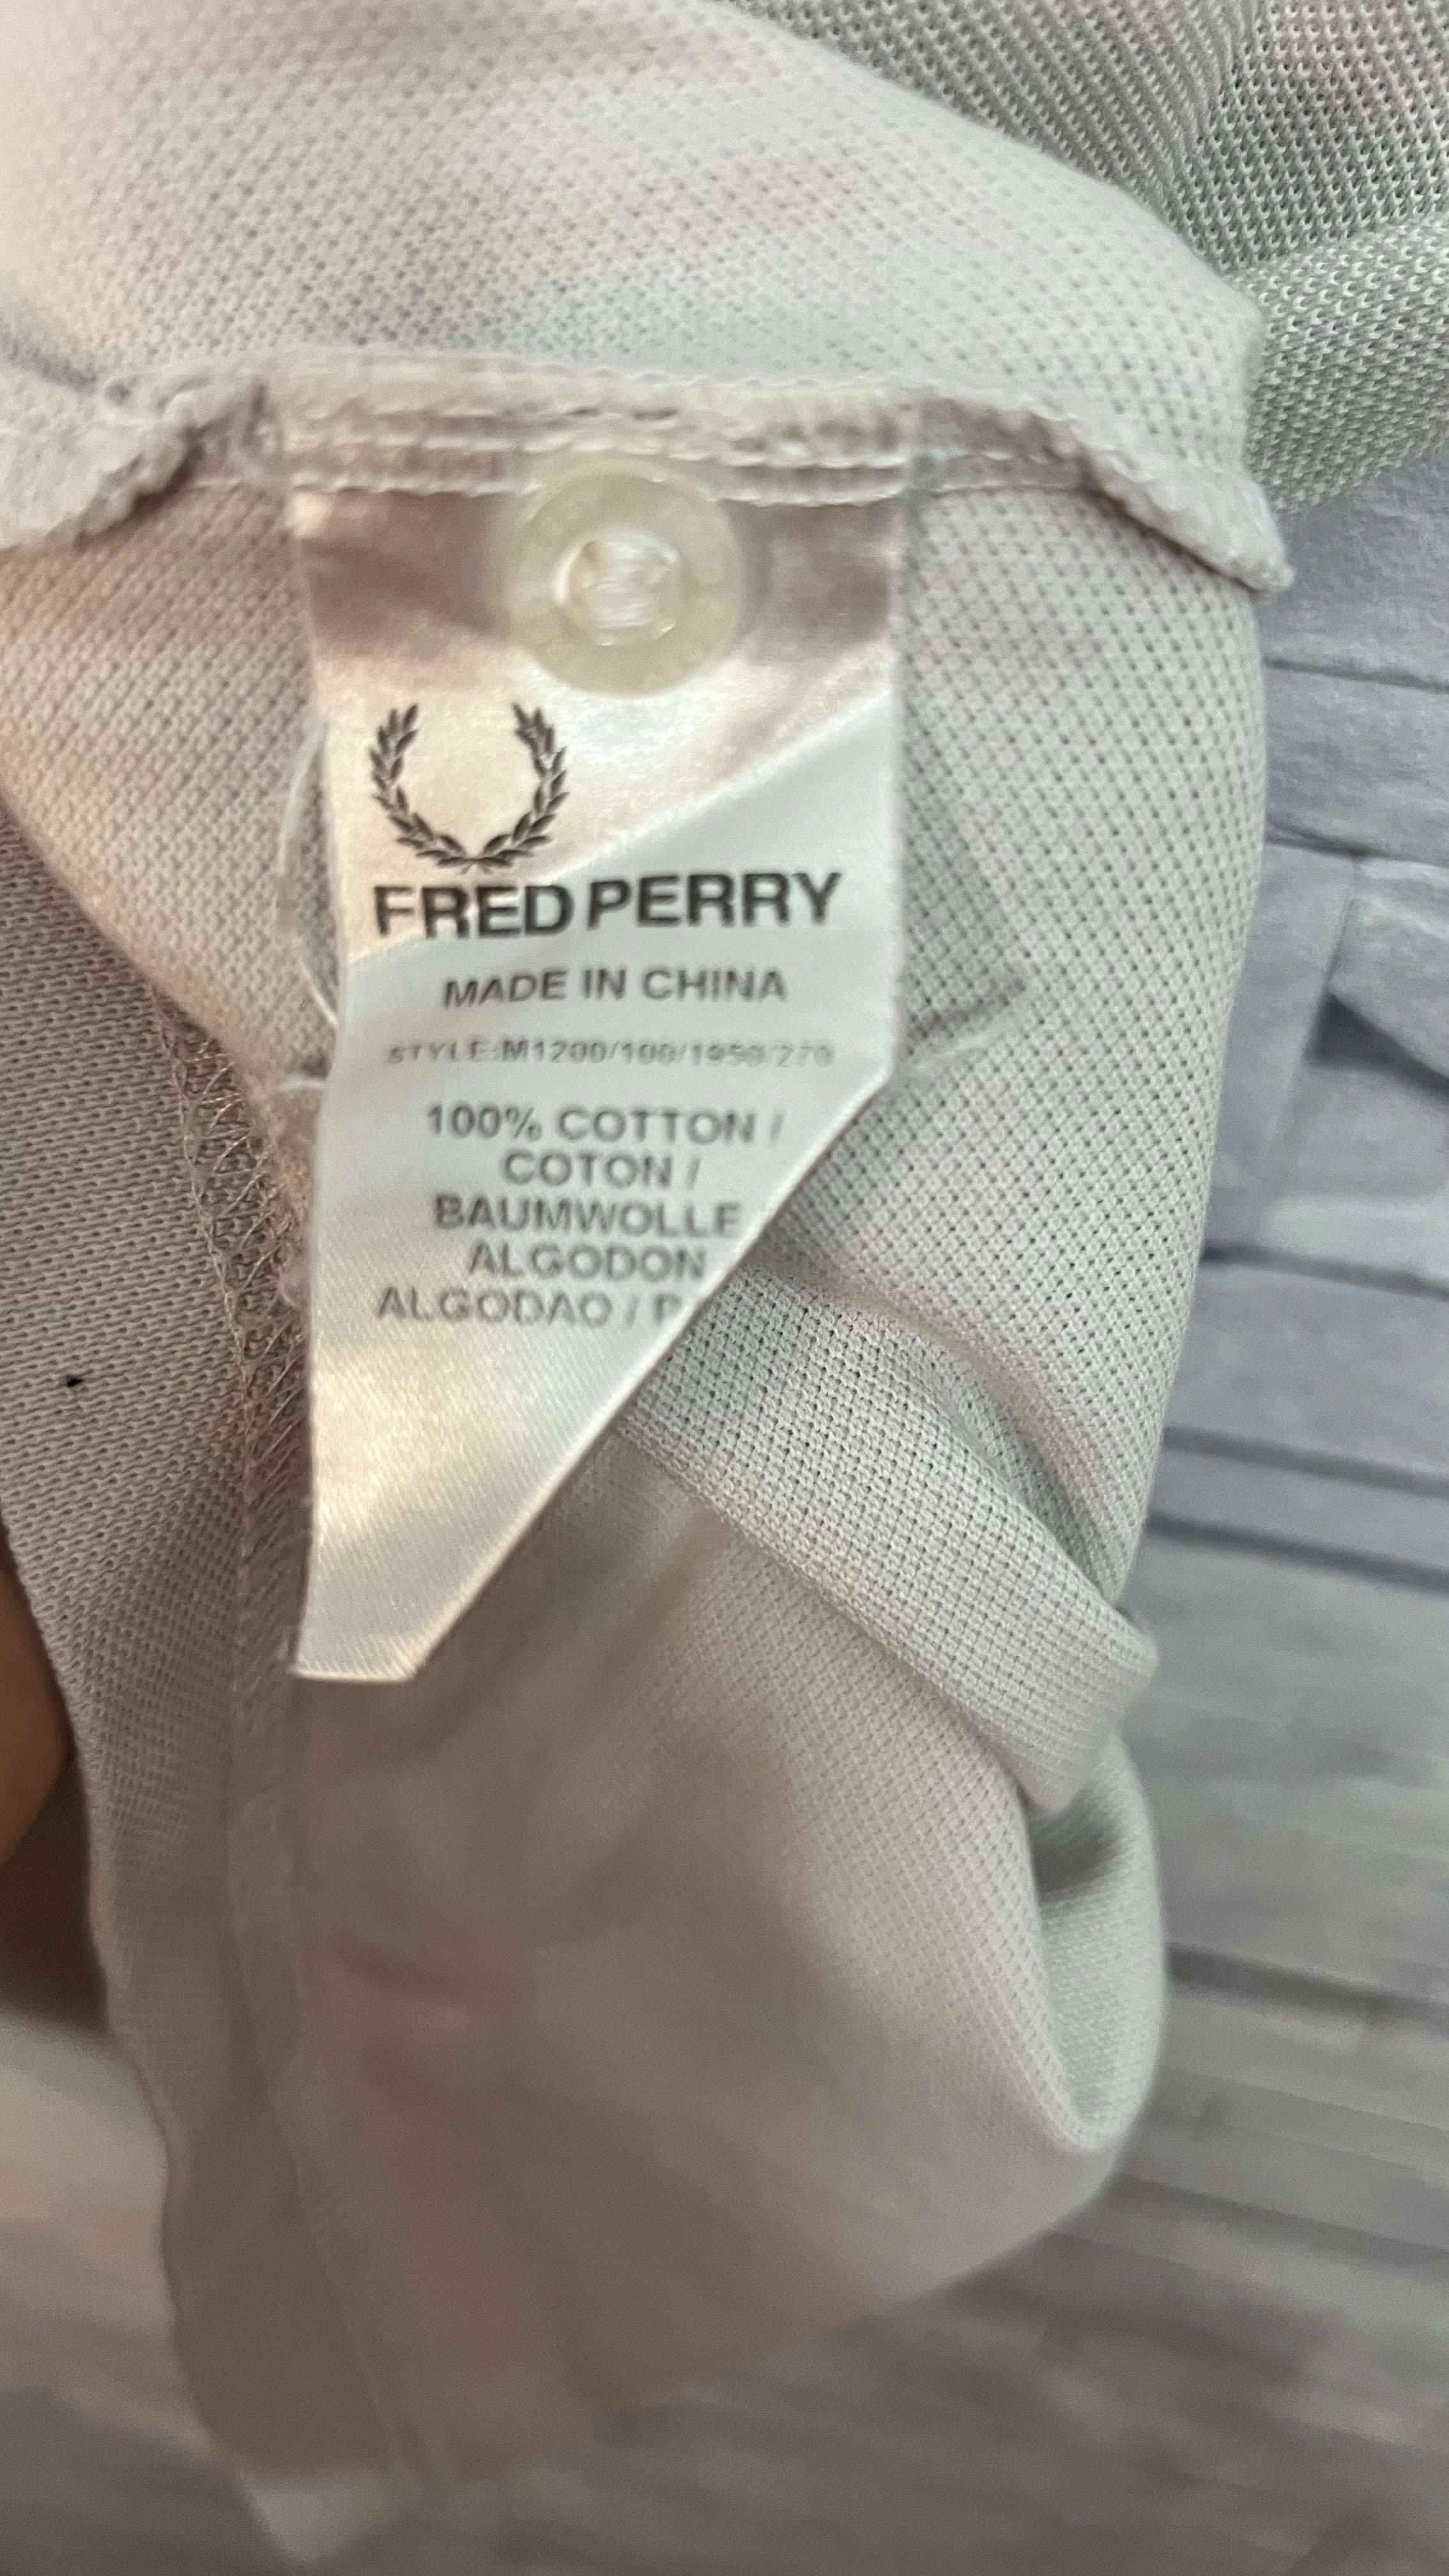 FRED PERRY
MADE IN CHINA
STYLE:M1200/100/1950/270
100% COTTON /
COTON /
BAUMWOLLE
ALGODON
ALGODAO / P